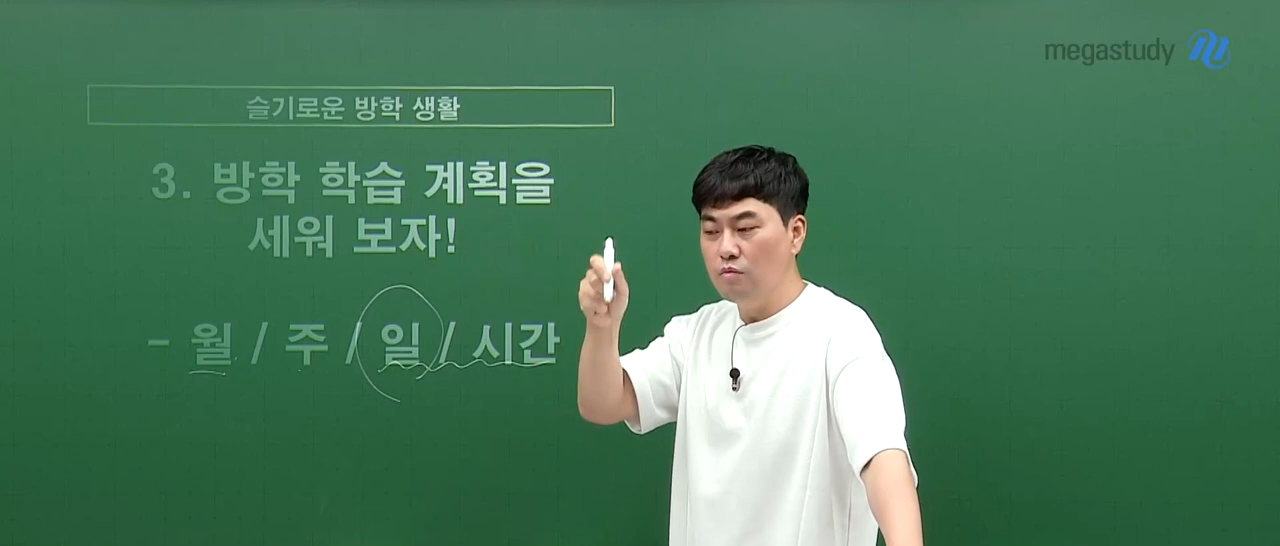 megastudy
슬기로운 방학 생활
3. 방학 학습 계획을
세워 보자!
- 월 / 주 / 일 / 시간